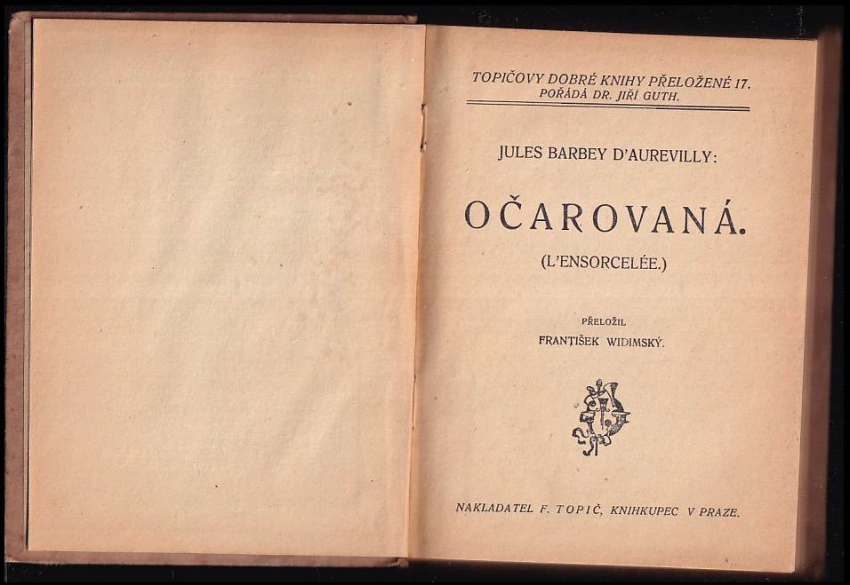 TOPIČOVY DOBRÉ KNIHY PŘELOŽENÉ 17.
POŘÁDÁ DR. JIŘÍ GUTH.
JULES BARBEY D'AUREVILLY:
OČAROVANÁ.
(L'ENSORCELÉE.)
PŘELOŽIL
FRANTIŠEK WIDIMSKÝ.
NAKLADATEL F. TOPIČ, KNIHKUPEC V PRAZE.